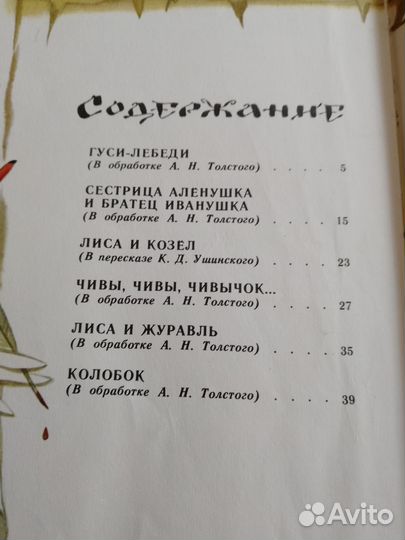 Содержание
ГУСИ-ЛЕБЕДИ
(В обработке А. Н. Толстого) . . . . 5
СЕСТРИЦА АЛЕНУШКА
И БРАТЕЦ ИВАНУШКА
(В обработке А. Н. Толстого) . . . . 15
ЛИСА И КОЗЕЛ
(В пересказе К. Д. Ушинского) . . . . 23
ЧИВЫ, ЧИВЫ, ЧИВЫЧОК...
(В обработке А. Н. Толстого) . . . . 27
ЛИСА И ЖУРАВЛЬ
(В обработке А. Н. Толстого) . . . . 35
КОЛОБОК
(В обработке А. Н. Толстого) . . . . 39
Avito